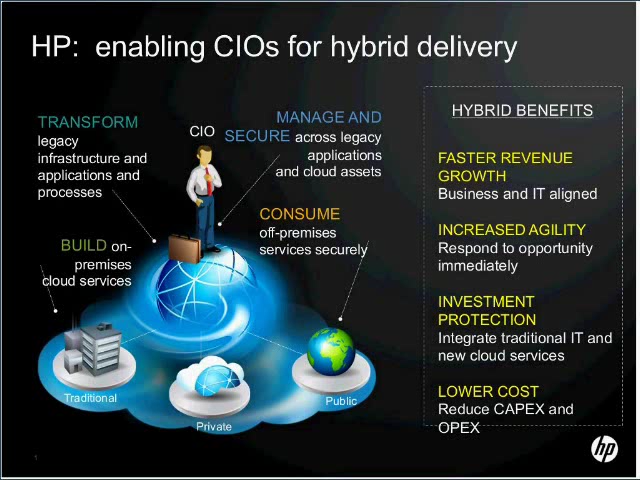 HP:  enabling CIOs for hybrid delivery
TRANSFORM
legacy
infrastructure and
applications and
processes
CIO
MANAGE AND
SECURE across legacy
applications
and cloud assets
CONSUME
off-premises
services securely
BUILD on-
premises
cloud services
Traditional
Private
Public
HYBRID BENEFITS
FASTER REVENUE
GROWTH
Business and IT aligned
INCREASED AGILITY
Respond to opportunity
immediately
INVESTMENT
PROTECTION
Integrate traditional IT and
new cloud services
LOWER COST
Reduce CAPEX and
OPEX
1
hp